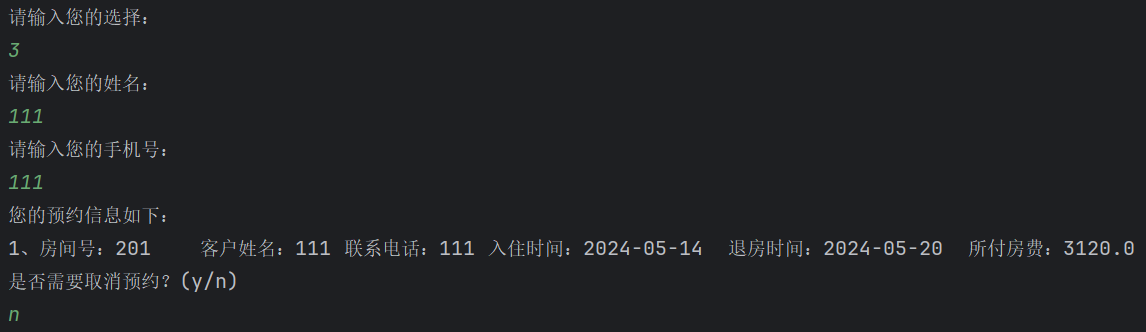 请输入您的选择：
3
请输入您的姓名：
111
请输入您的手机号：
111
您的预约信息如下：
1、房间号：201    客户姓名：111 联系电话：111 入住时间：2024-05-14  退房时间：2024-05-20  所付房费：3120.0
是否需要取消预约？(y/n)
n